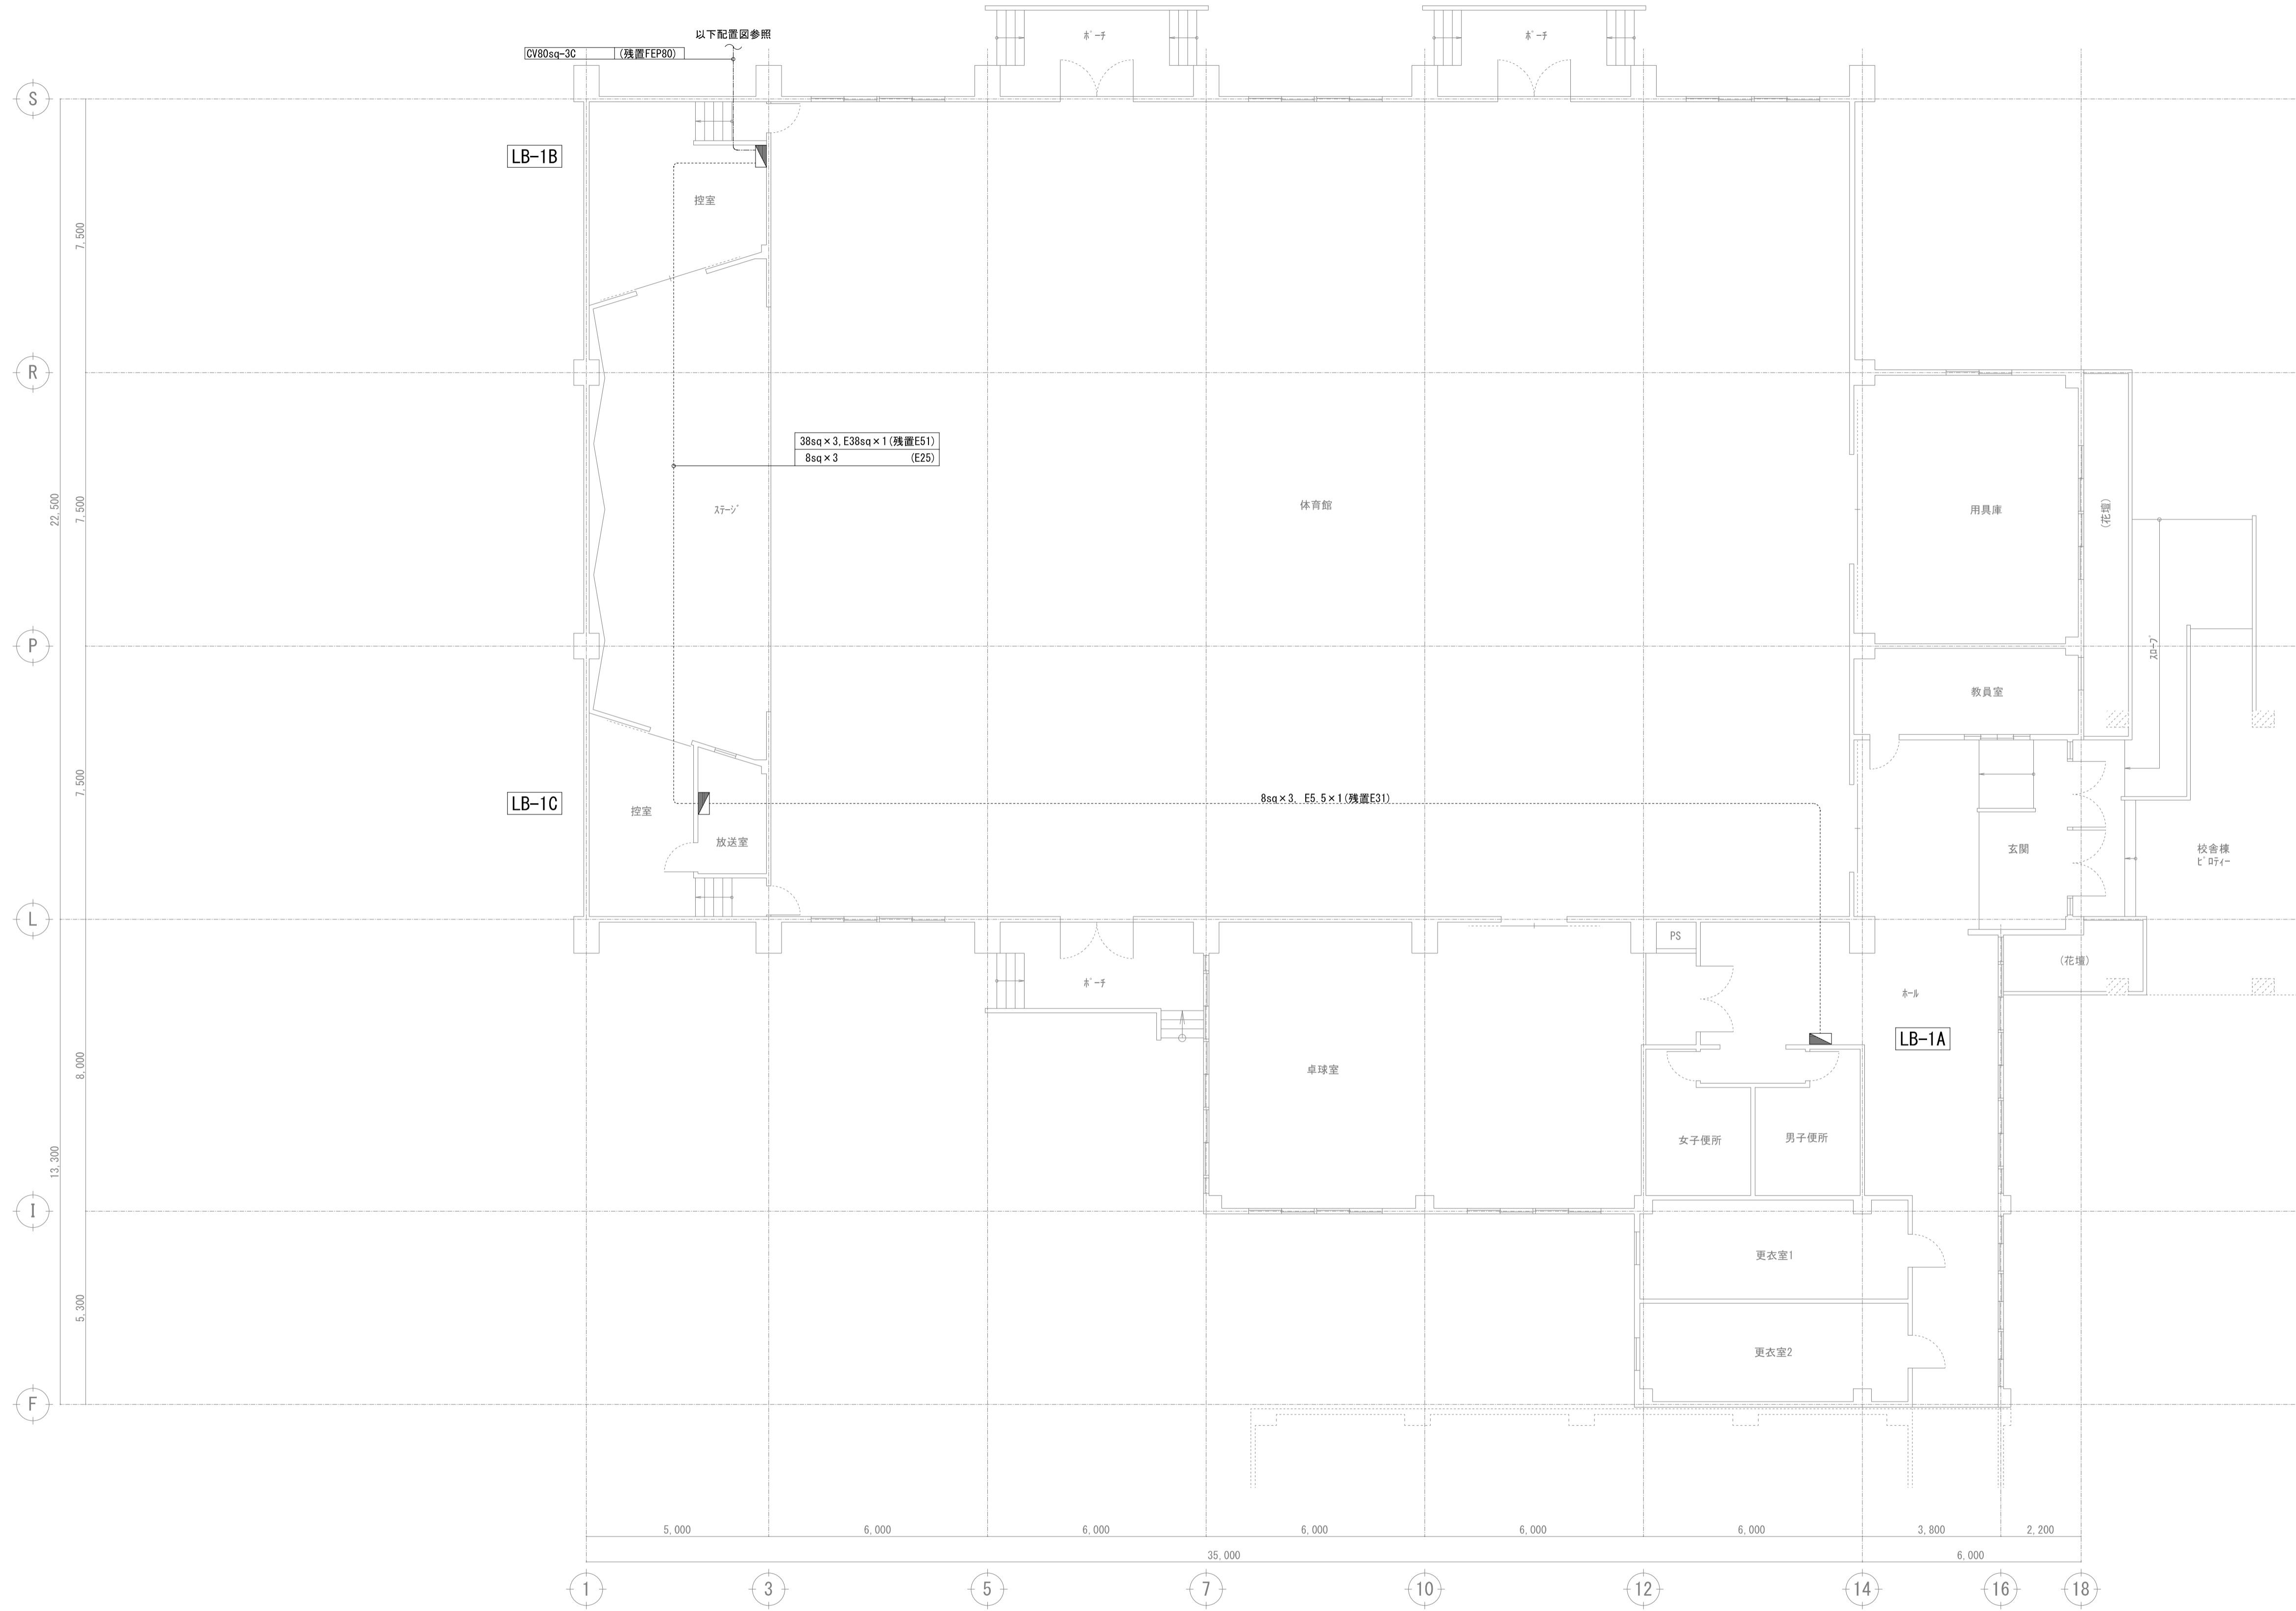 以下配置図参照
CV80sq-3C (残置FEP80)
ﾎﾟｰﾁ
ﾎﾟｰﾁ
S
LB-1B
控室
7,500
R
38sq×3,E38sq×1(残置E51)
8sq×3 (E25)
22,500
7,500
ｽﾃｰｼﾞ
体育館
用具庫
(花壇)
ｽﾛｰﾌﾟ
P
教員室
7,500
LB-1C
控室
放送室
8sq×3, E5.5×1(残置E31)
玄関
校舎棟
ﾋﾟﾛﾃｨｰ
L
PS
(花壇)
ﾎﾟｰﾁ
ﾎｰﾙ
LB-1A
8,000
卓球室
女子便所
男子便所
13,300
I
更衣室1
5,300
更衣室2
F
5,000
6,000
6,000
6,000
6,000
6,000
3,800
2,200
35,000
6,000
1
3
5
7
10
12
14
16
18